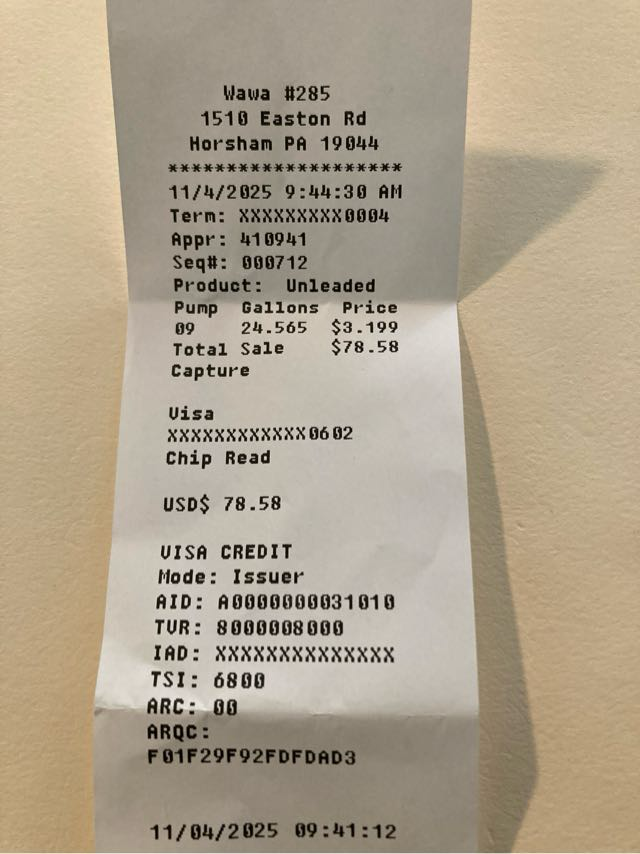 Wawa #285
1510 Easton Rd
Horsham PA 19044
********************
11/4/2025 9:44:30 AM
Term: XXXXXXXXX0004
Appr: 410941
Seq#: 000712
Product:  Unleaded
Pump  Gallons  Price
09    24.565  $3.199
Total Sale    $78.58
Capture
Visa
XXXXXXXXXXXX0602
Chip Read
USD$ 78.58
VISA CREDIT
Mode: Issuer
AID: A0000000031010
TVR: 8000008000
IAD: XXXXXXXXXXXXXX
TSI: 6800
ARC: 00
ARQC:
F01F29F92FDFDAD3
11/04/2025 09:41:12